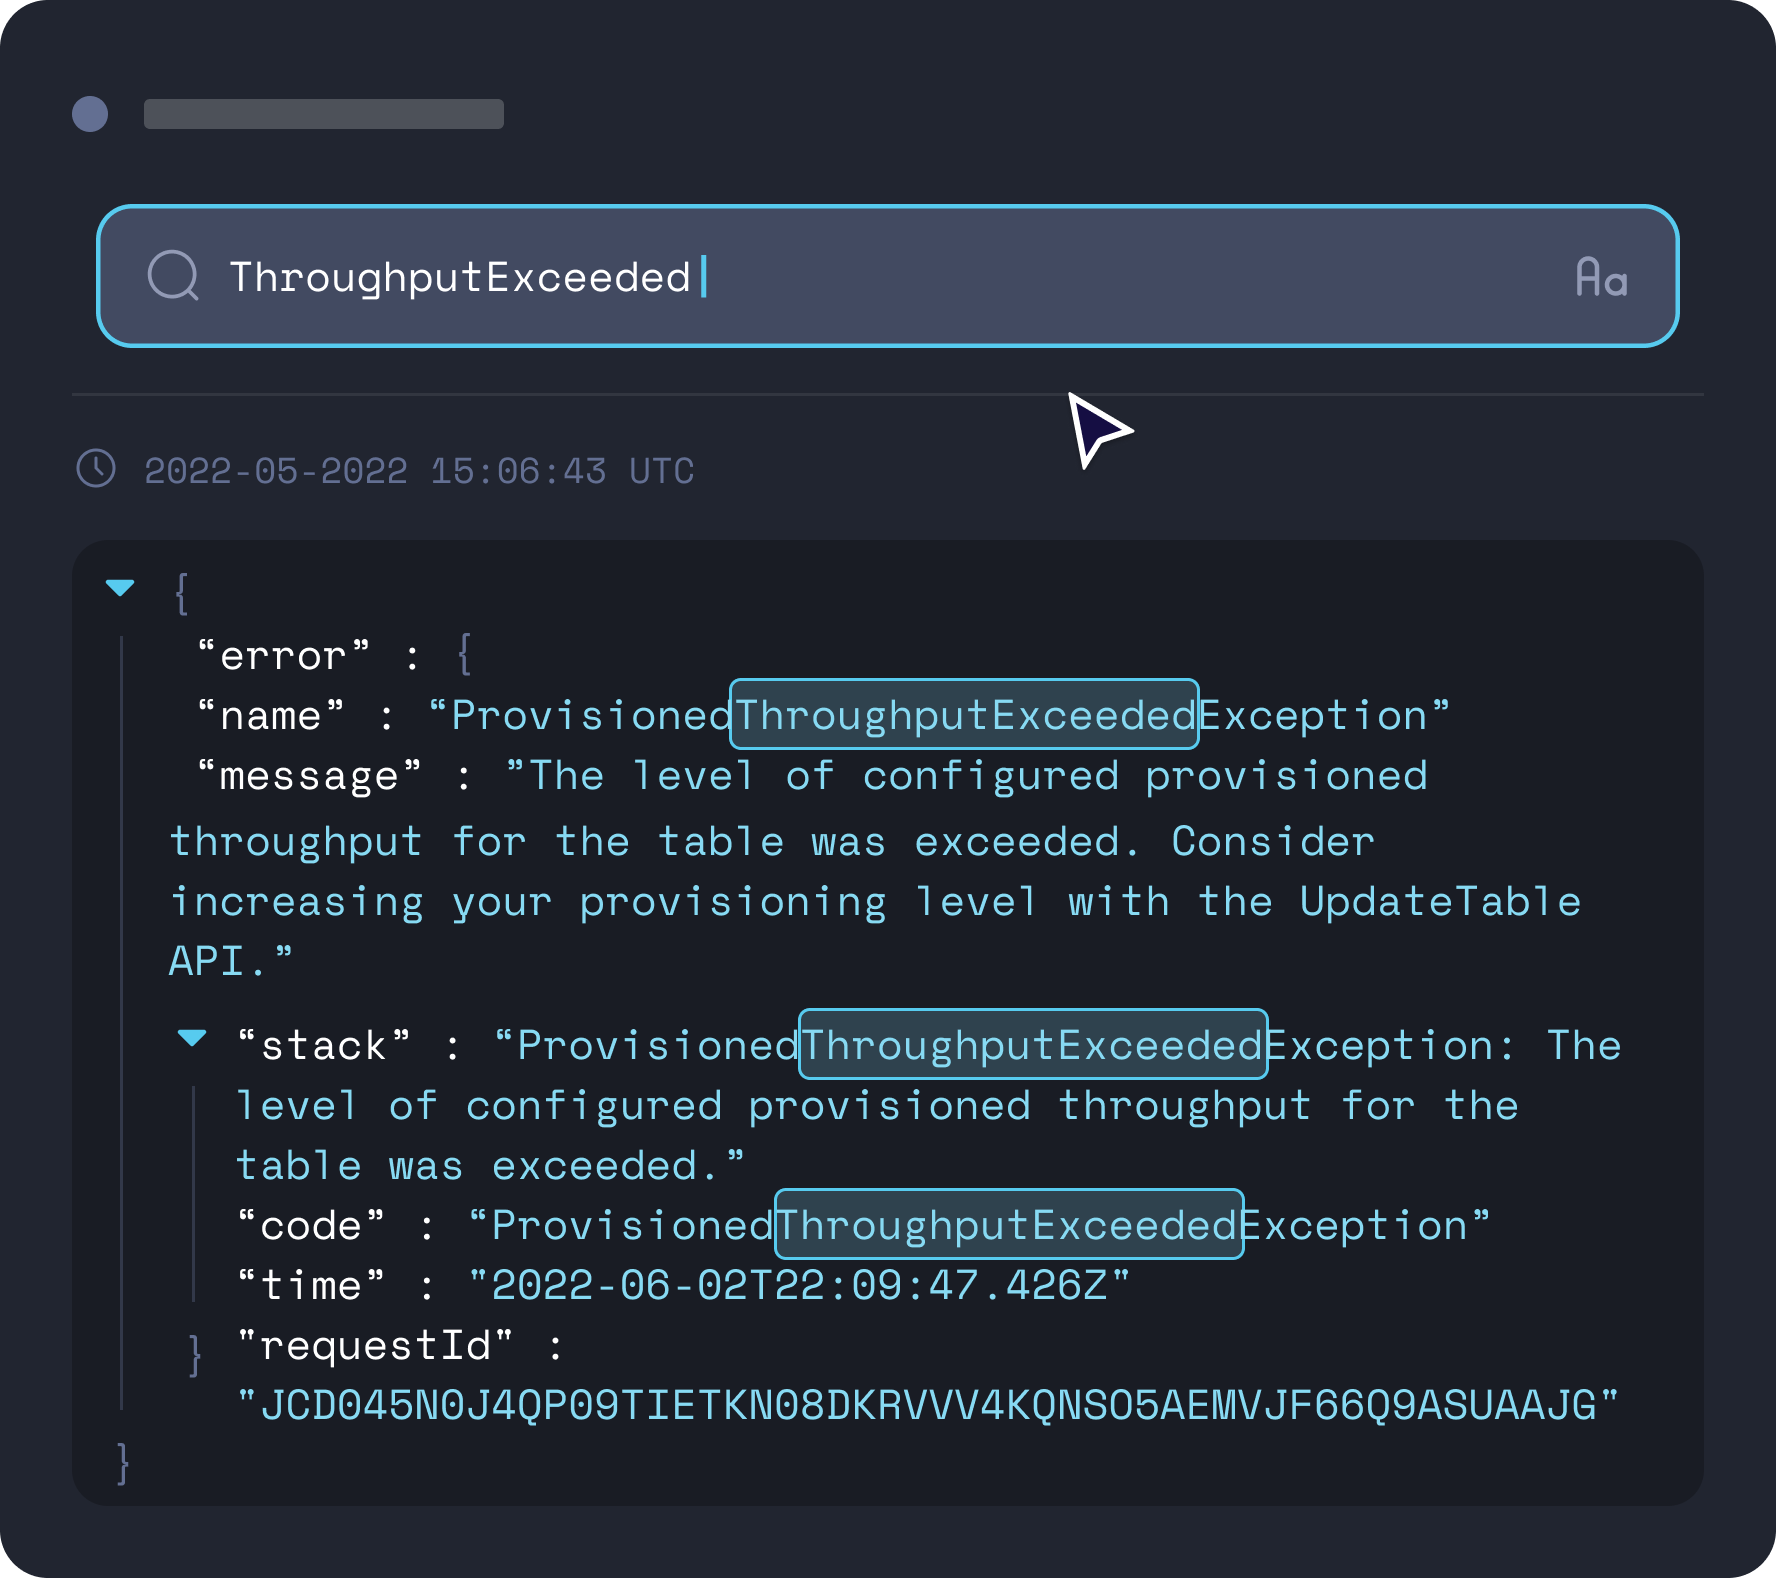 ThroughputExceeded
Aa
2022-05-2022 15:06:43 UTC
{
“error” : {
“name” : “ProvisionedThroughputExceededException”
“message” : ”The level of configured provisioned
throughput for the table was exceeded. Consider
increasing your provisioning level with the UpdateTable
API.”
“stack” : “ProvisionedThroughputExceededException: The
level of configured provisioned throughput for the
table was exceeded.”
“code” : “ProvisionedThroughputExceededException”
“time” : "2022-06-02T22:09:47.426Z"
} "requestId" :
"JCD045N0J4QP09TIETKN08DKRVVV4KQNSO5AEMVJF66Q9ASUAAJG"
}